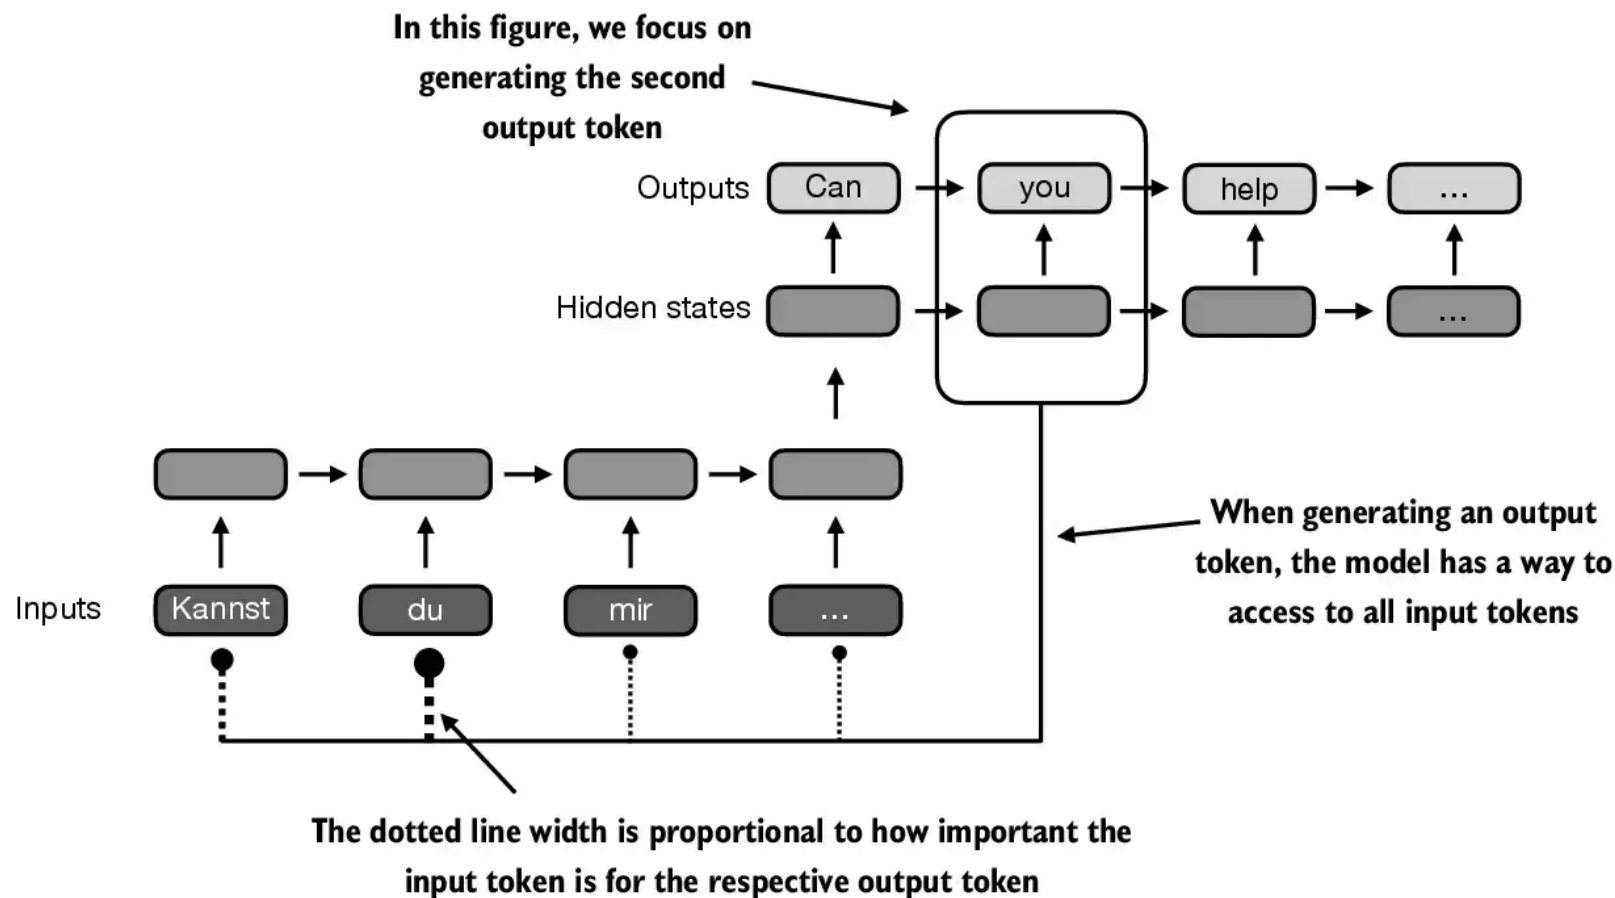 In this figure, we focus on
generating the second
output token
Outputs
Can
you
help
...
Hidden states
...
Inputs
Kannst
du
mir
...
When generating an output
token, the model has a way to
access to all input tokens
The dotted line width is proportional to how important the
input token is for the respective output token